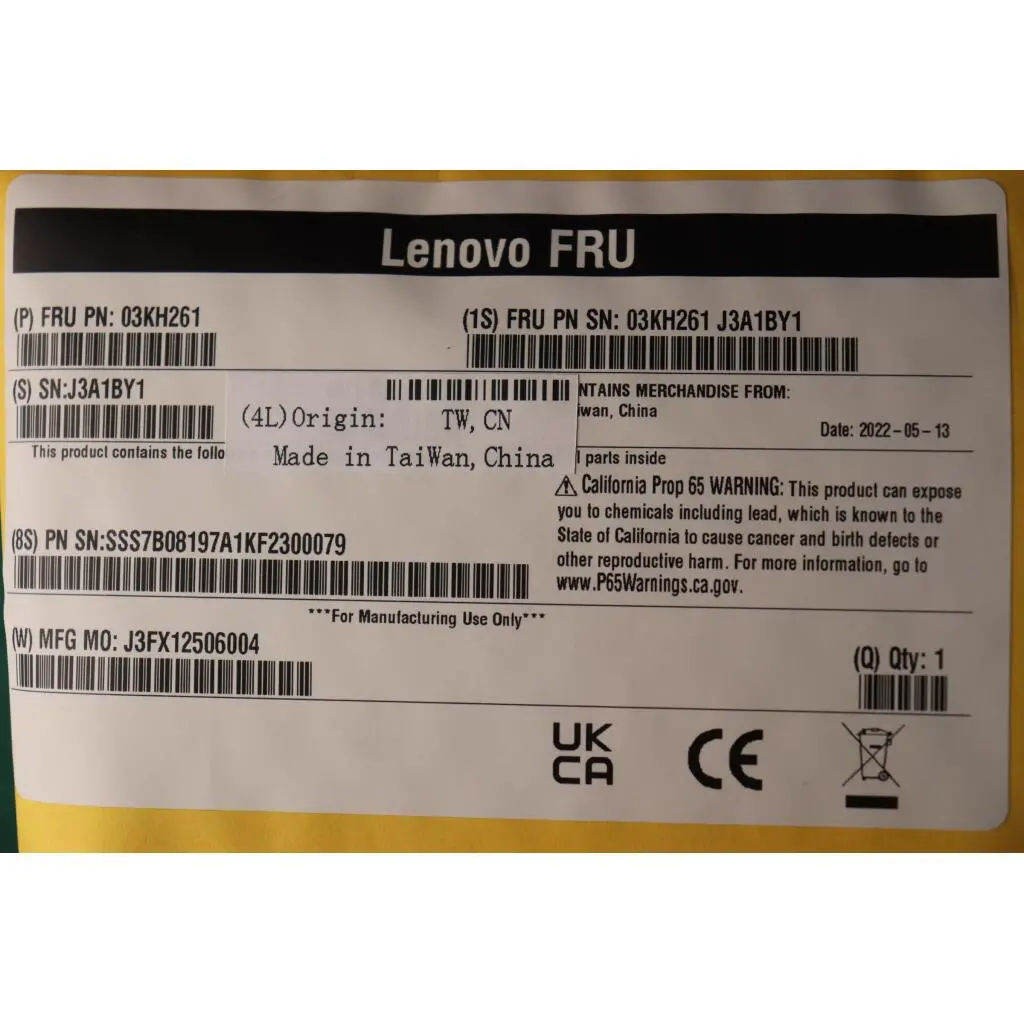 Lenovo FRU
(P) FRU PN: 03KH261
(1S) FRU PN SN: 03KH261 J3A1BY1
(S) SN:J3A1BY1
(4L)Origin: TW,CN
Made in TaiWan,China
NTAINS MERCHANDISE FROM:
iwan, China
Date: 2022-05-13
This product contains the follo
parts inside
⚠ California Prop 65 WARNING: This product can expose
you to chemicals including lead, which is known to the
State of California to cause cancer and birth defects or
other reproductive harm. For more information, go to
www.P65Warnings.ca.gov.
(8S) PN SN:SSS7B08197A1KF2300079
***For Manufacturing Use Only***
(W) MFG MO: J3FX12506004
(Q) Qty: 1
UK
CA
CE